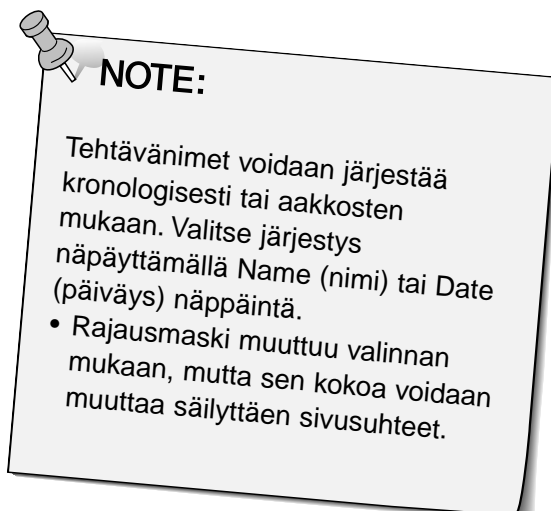 NOTE:
Tehtävänimet voidaan järjestää
kronologisesti tai aakkosten
mukaan. Valitse järjestys
näpäyttämällä Name (nimi) tai Date
(päiväys) näppäintä.
• Rajausmaski muuttuu valinnan
mukaan, mutta sen kokoa voidaan
muuttaa säilyttäen sivusuhteet.